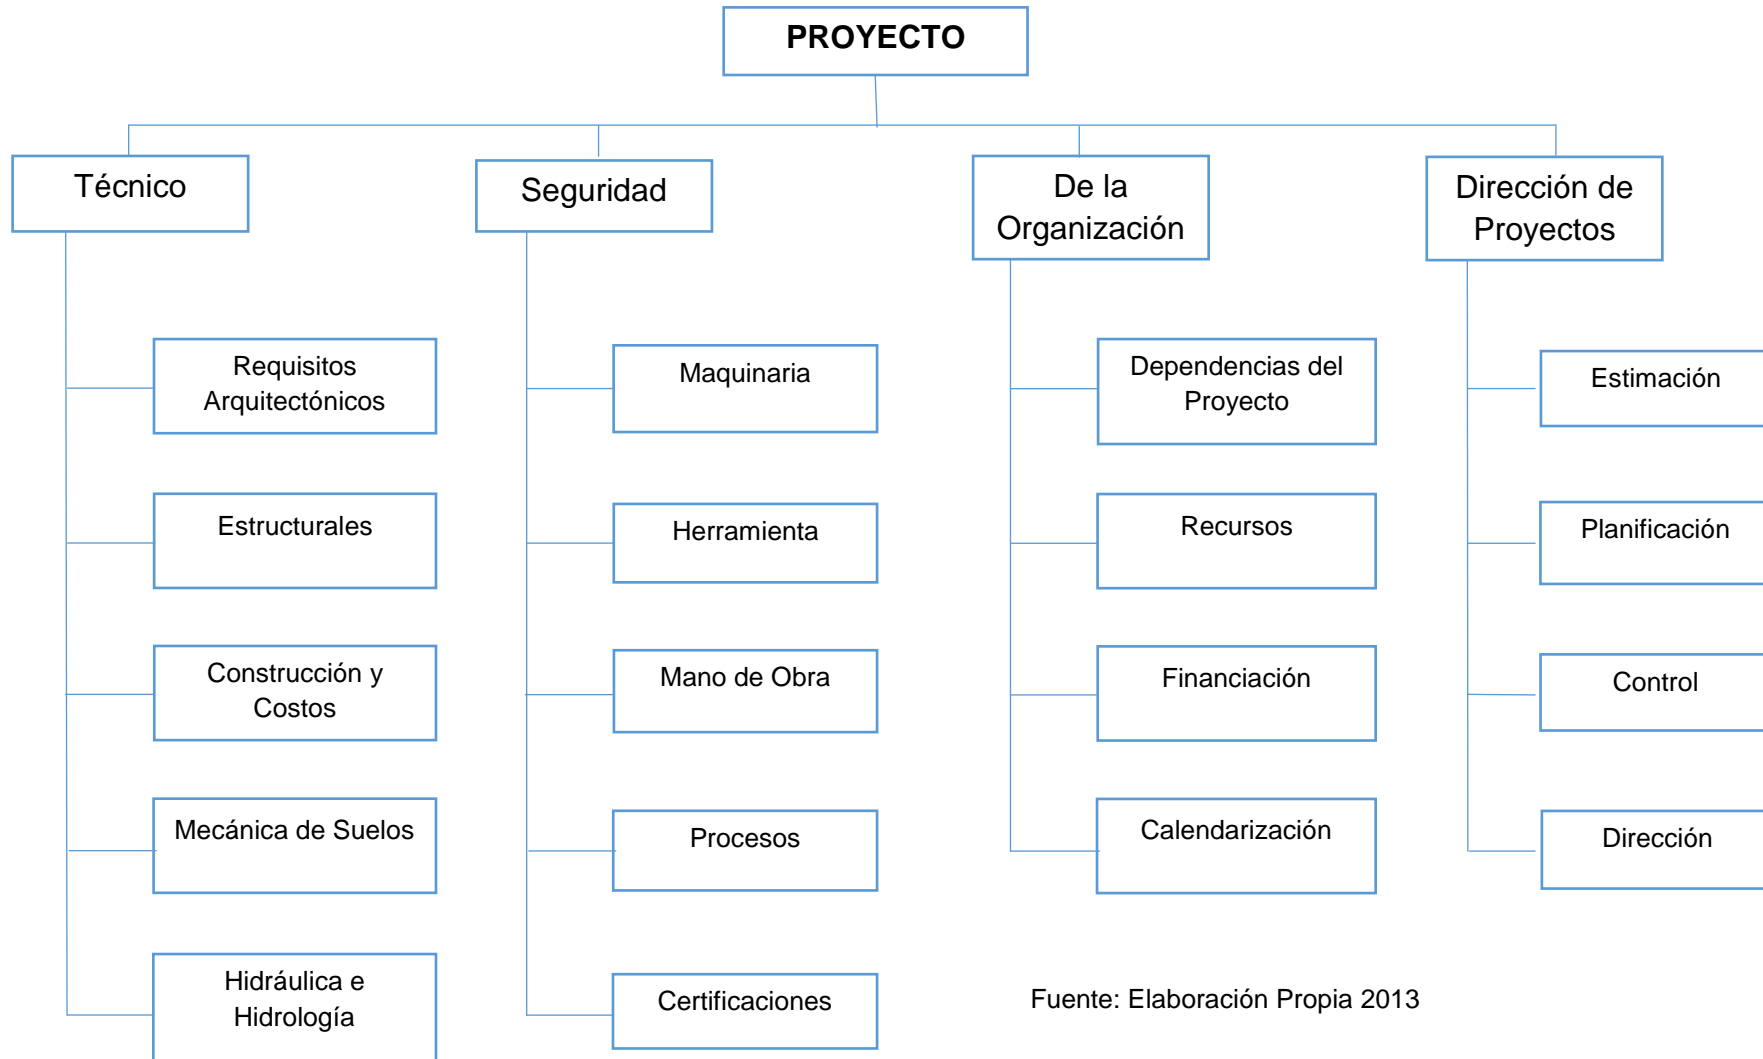 PROYECTO
Técnico
Seguridad
De la
Organización
Dirección de
Proyectos
Requisitos
Arquitectónicos
Estructurales
Construcción y
Costos
Mecánica de Suelos
Hidráulica e
Hidrología
Maquinaria
Herramienta
Mano de Obra
Procesos
Certificaciones
Dependencias del
Proyecto
Recursos
Financiación
Calendarización
Estimación
Planificación
Control
Dirección
Fuente: Elaboración Propia 2013